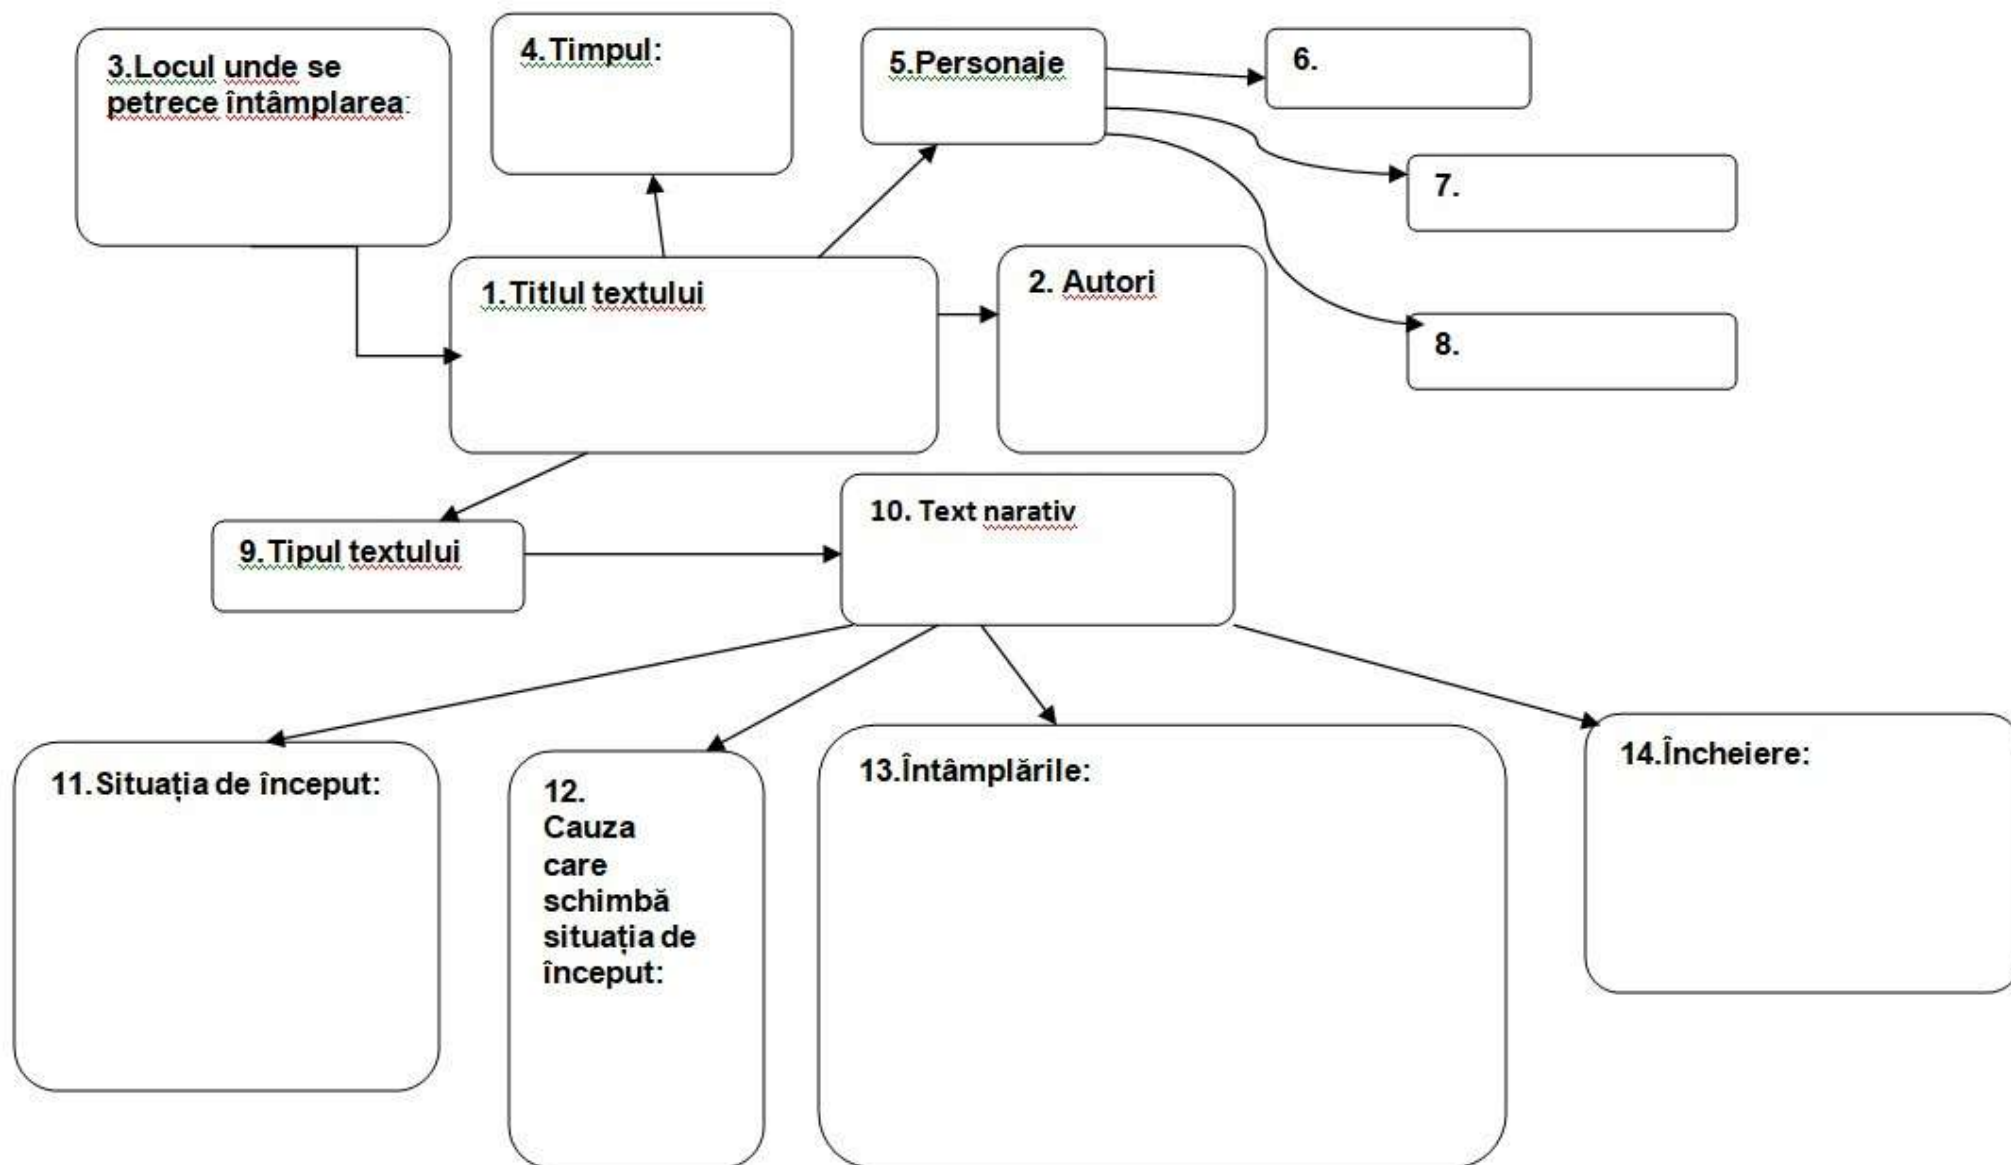 3.Locul unde se
petrece întâmplarea:
4.Timpul:
5.Personaje
6.
7.
1.Titlul textului
2. Autori
8.
9.Tipul textului
10. Text narativ
11.Situația de început:
12.
Cauza
care
schimbă
situația de
început:
13.Întâmplările:
14.Încheiere: